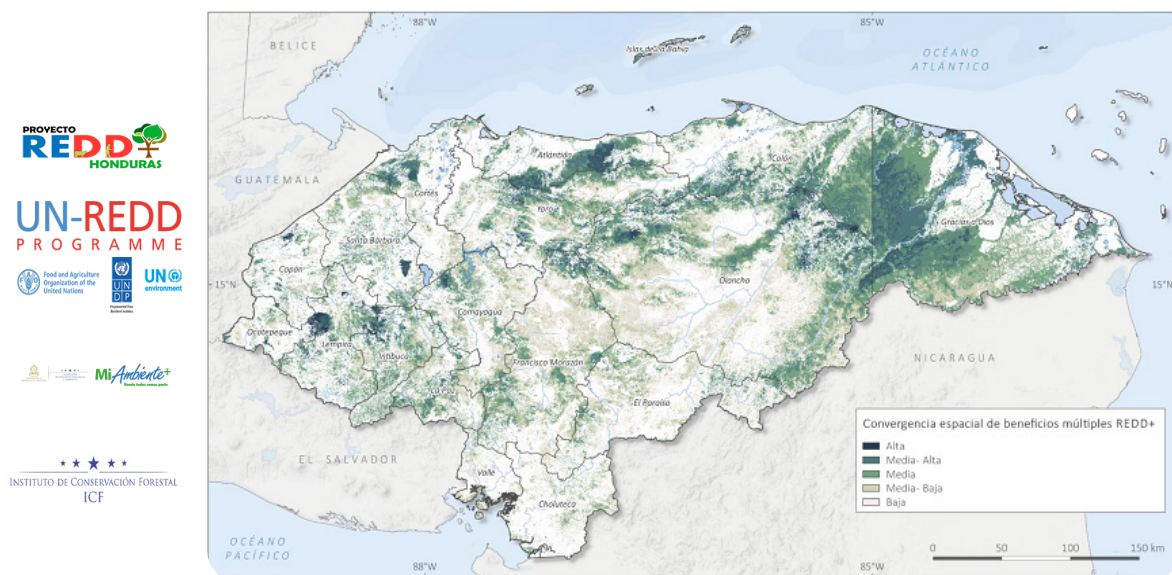 PROYECTO
REDD+
HONDURAS
UN-REDD
PROGRAMME
Food and Agriculture
Organization of the
United Nations
UN
DP
UN
environment
MiAmbiente+
INSTITUTO DE CONSERVACIÓN FORESTAL
ICF
88°W
85°W
BELICE
Islas de la Bahía
OCÉANO
ATLÁNTICO
GUATEMALA
Atlántida
Colón
Cortés
Yoro
Gracias a Dios
Santa Bárbara
Copán
15°N
Olancho
15°N
Comayagua
Ocotepeque
Lempira
Intibucá
Francisco Morazán
NICARAGUA
La Paz
El Paraíso
EL SALVADOR
Valle
Choluteca
OCÉANO
PACÍFICO
Convergencia espacial de beneficios múltiples REDD+
Alta
Media- Alta
Media
Media- Baja
Baja
0 50 100 150 km
88°W
85°W